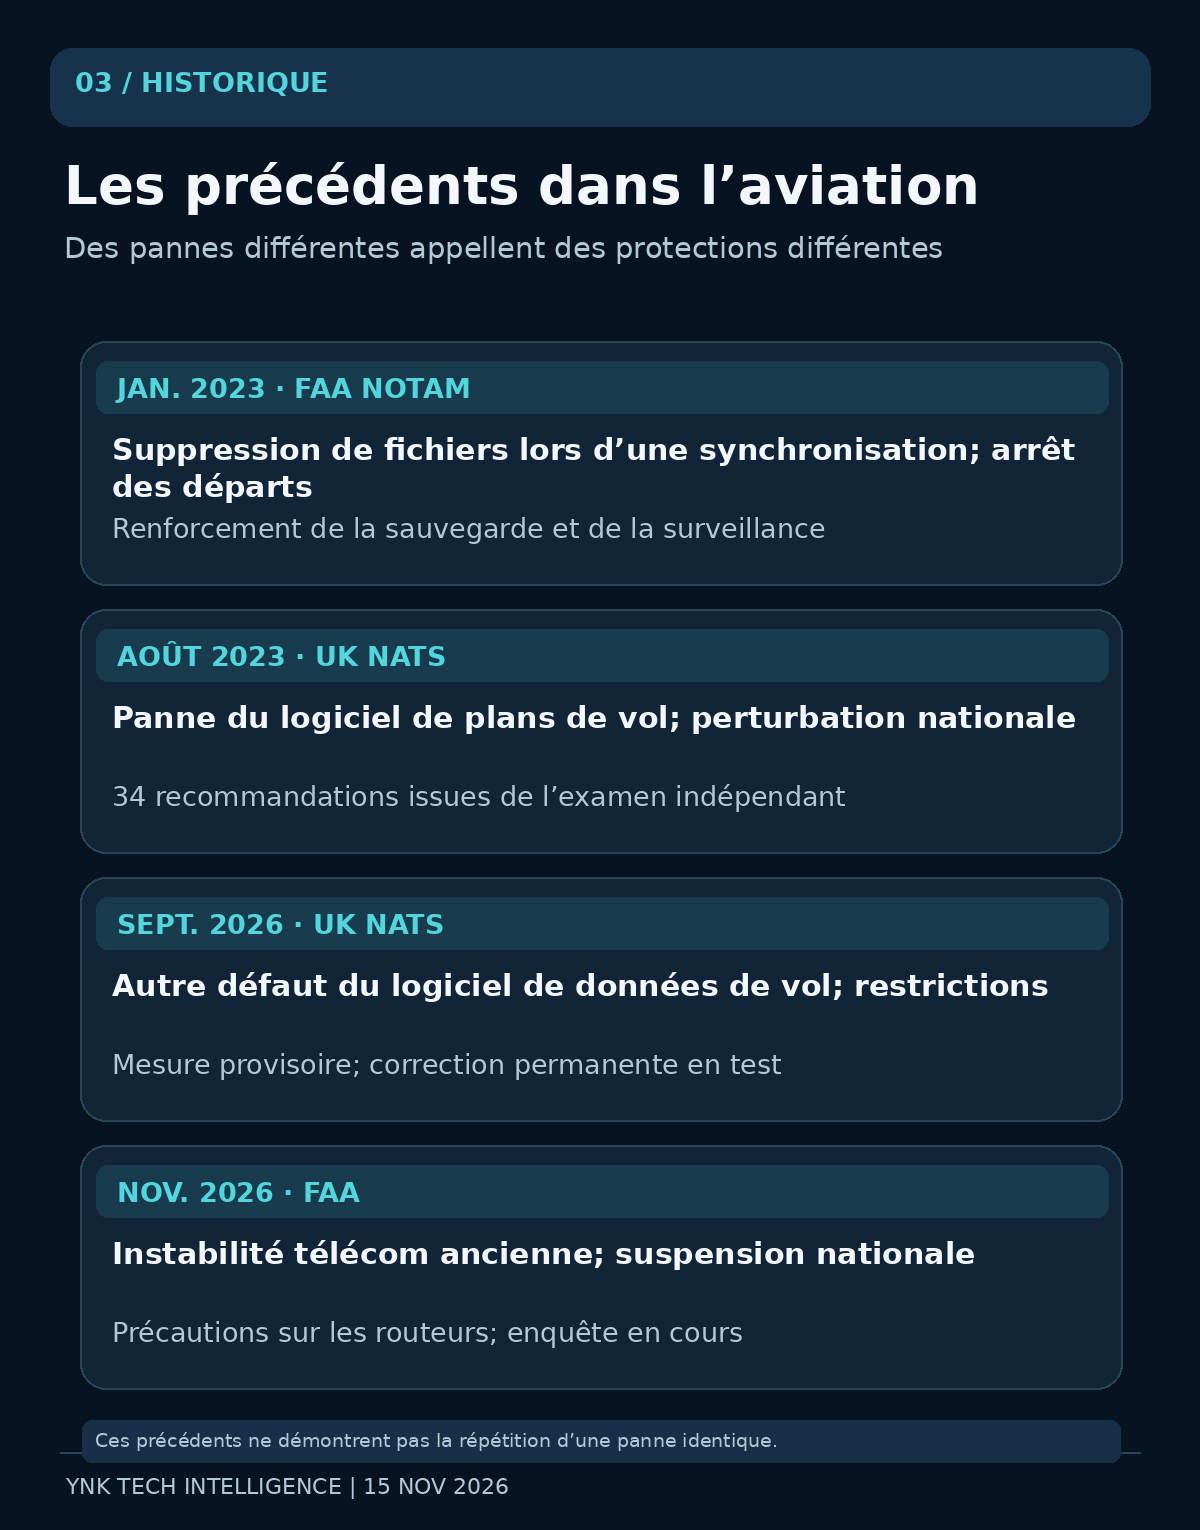 03 / HISTORIQUE
Les précédents dans l’aviation
Des pannes différentes appellent des protections différentes
JAN. 2023 · FAA NOTAM
Suppression de fichiers lors d’une synchronisation; arrêt
des départs
Renforcement de la sauvegarde et de la surveillance
AOÛT 2023 · UK NATS
Panne du logiciel de plans de vol; perturbation nationale
34 recommandations issues de l’examen indépendant
SEPT. 2026 · UK NATS
Autre défaut du logiciel de données de vol; restrictions
Mesure provisoire; correction permanente en test
NOV. 2026 · FAA
Instabilité télécom ancienne; suspension nationale
Précautions sur les routeurs; enquête en cours
Ces précédents ne démontrent pas la répétition d’une panne identique.
YNK TECH INTELLIGENCE | 15 NOV 2026